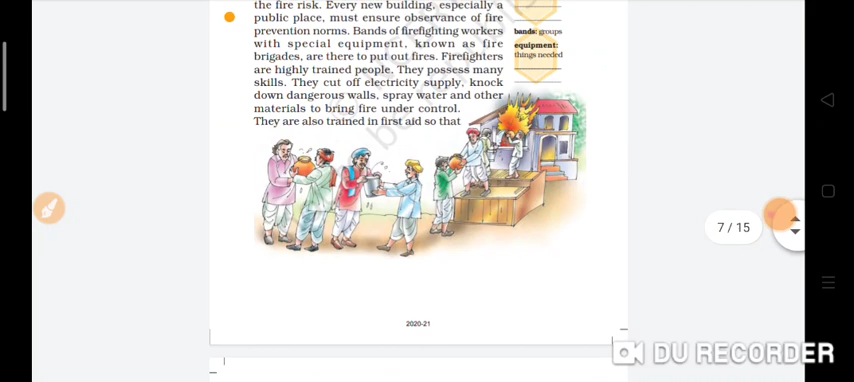 the fire risk. Every new building, especially a
public place, must ensure observance of fire
prevention norms. Bands of firefighting workers
with special equipment, known as fire
brigades, are there to put out fires. Firefighters
are highly trained people. They possess many
skills. They cut off electricity supply, knock
down dangerous walls, spray water and other
materials to bring fire under control.
They are also trained in first aid so that
bands: groups
equipment:
things needed
7 / 15
2020-21
DU RECORDER